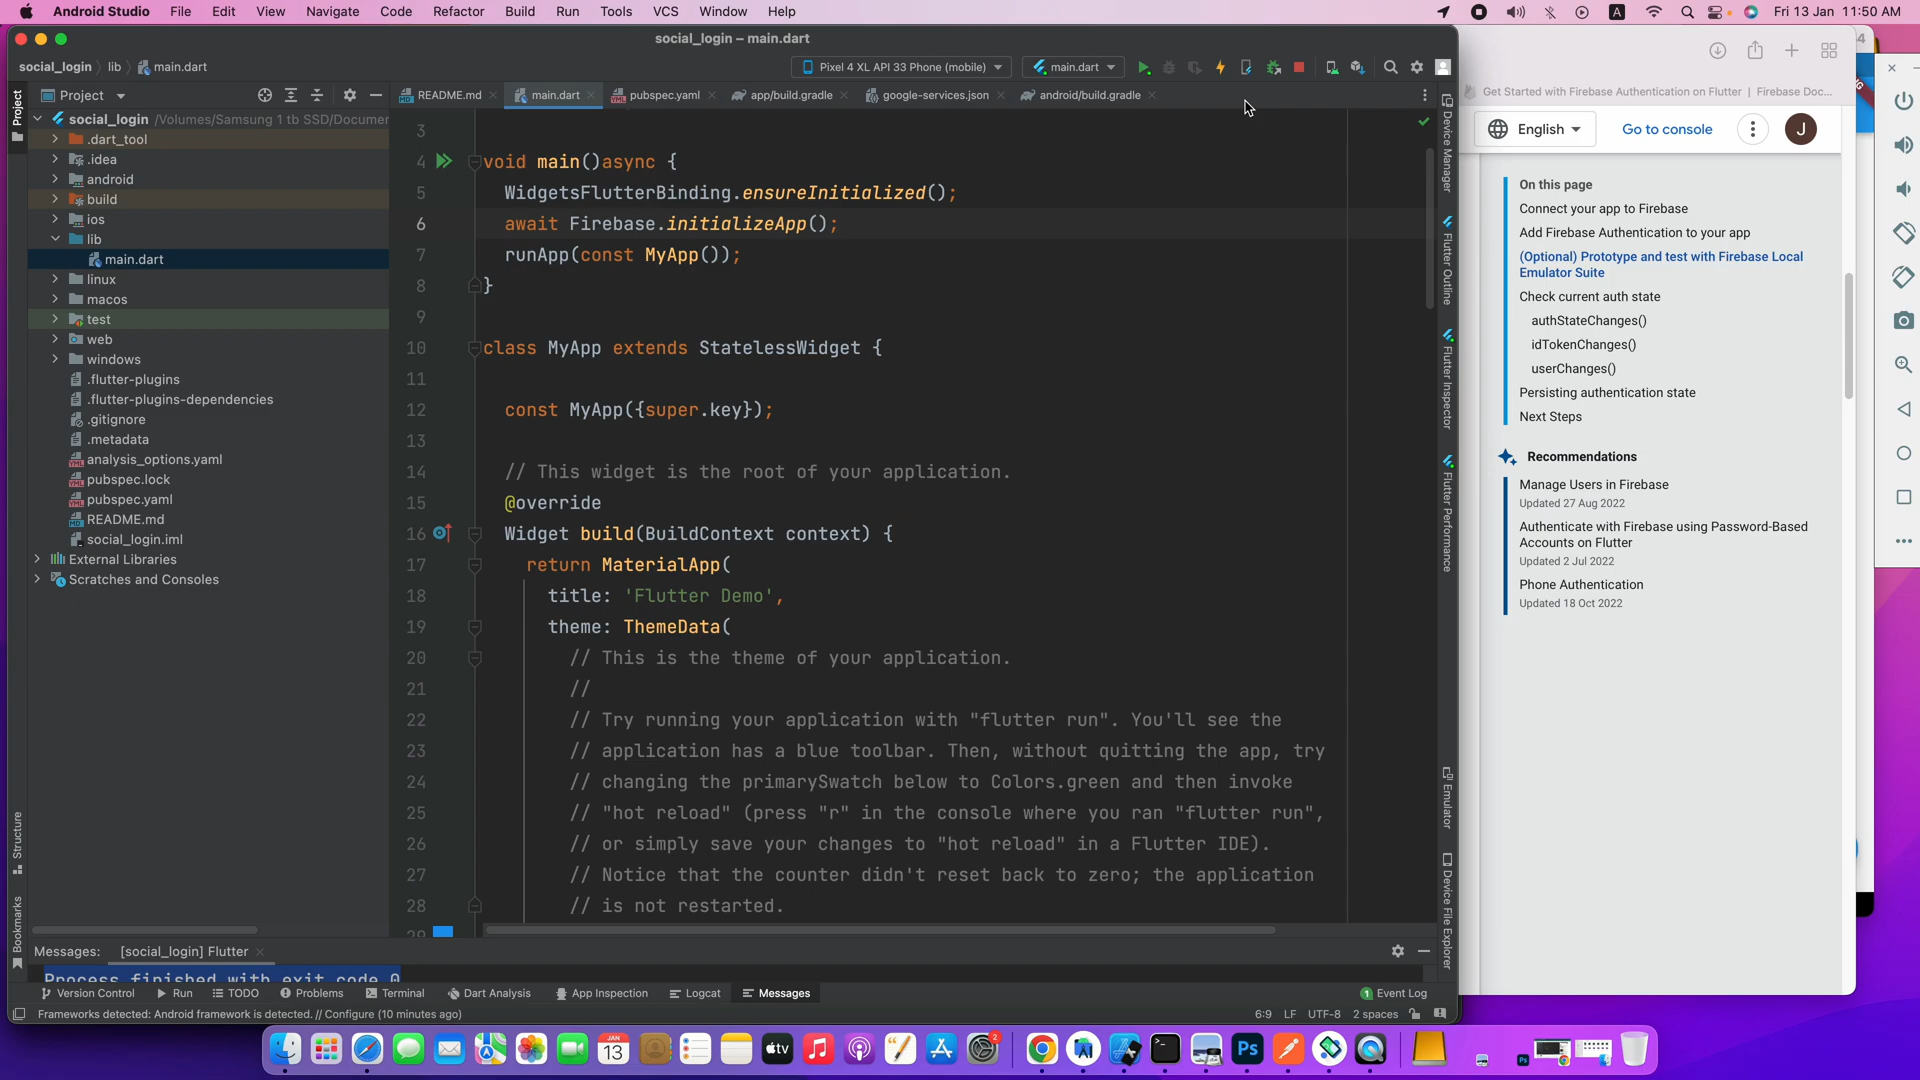 Android Studio File Edit View Navigate Code Refactor Build Run Tools VCS Window Help A Fri 13 Jan 11:50 AM
social_login – main.dart
social_login lib main.dart Pixel 4 XL API 33 Phone (mobile) main.dart
Project README.md main.dart pubspec.yaml app/build.gradle google-services.json android/build.gradle
Project
social_login /Volumes/Samsung 1 tb SSD/Documen
.dart_tool
.idea
android
build
ios
lib
main.dart
linux
macos
test
web
windows
.flutter-plugins
.flutter-plugins-dependencies
.gitignore
.metadata
analysis_options.yaml
pubspec.lock
pubspec.yaml
README.md
social_login.iml
External Libraries
Scratches and Consoles
Structure
Bookmarks
3
4 void main()async {
5 WidgetsFlutterBinding.ensureInitialized();
6 await Firebase.initializeApp();
7 runApp(const MyApp());
8 }
9
10 class MyApp extends StatelessWidget {
11
12 const MyApp({super.key});
13
14 // This widget is the root of your application.
15 @override
16 Widget build(BuildContext context) {
17 return MaterialApp(
18 title: 'Flutter Demo',
19 theme: ThemeData(
20 // This is the theme of your application.
21 //
22 // Try running your application with "flutter run". You'll see the
23 // application has a blue toolbar. Then, without quitting the app, try
24 // changing the primarySwatch below to Colors.green and then invoke
25 // "hot reload" (press "r" in the console where you ran "flutter run",
26 // or simply save your changes to "hot reload" in a Flutter IDE).
27 // Notice that the counter didn't reset back to zero; the application
28 // is not restarted.
29
Device Manager
Flutter Outline
Flutter Inspector
Flutter Performance
Emulator
Device File Explorer
Messages: [social_login] Flutter
Process finished with exit code 0
Version Control Run TODO Problems Terminal Dart Analysis App Inspection Logcat Messages 1 Event Log
Frameworks detected: Android framework is detected. // Configure (10 minutes ago) 6:9 LF UTF-8 2 spaces
Get Started with Firebase Authentication on Flutter | Firebase Doc...
English Go to console J
On this page
Connect your app to Firebase
Add Firebase Authentication to your app
(Optional) Prototype and test with Firebase Local
Emulator Suite
Check current auth state
authStateChanges()
idTokenChanges()
userChanges()
Persisting authentication state
Next Steps
Recommendations
Manage Users in Firebase
Updated 27 Aug 2022
Authenticate with Firebase using Password-Based
Accounts on Flutter
Updated 2 Jul 2022
Phone Authentication
Updated 18 Oct 2022
JAN
13
tv
2
Ps